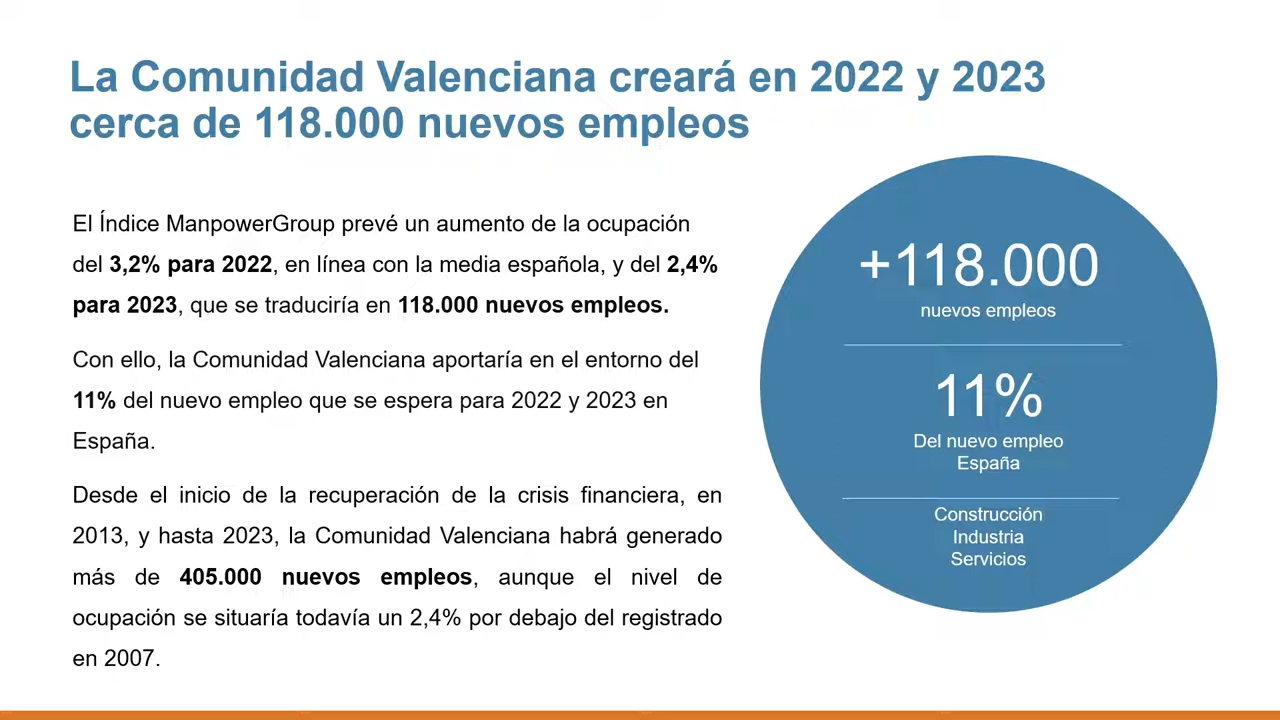 La Comunidad Valenciana creará en 2022 y 2023
cerca de 118.000 nuevos empleos
El Índice ManpowerGroup prevé un aumento de la ocupación
del 3,2% para 2022, en línea con la media española, y del 2,4%
para 2023, que se traduciría en 118.000 nuevos empleos.
Con ello, la Comunidad Valenciana aportaría en el entorno del
11% del nuevo empleo que se espera para 2022 y 2023 en
España.
Desde el inicio de la recuperación de la crisis financiera, en
2013, y hasta 2023, la Comunidad Valenciana habrá generado
más de 405.000 nuevos empleos, aunque el nivel de
ocupación se situaría todavía un 2,4% por debajo del registrado
en 2007.
+118.000
nuevos empleos
11%
Del nuevo empleo
España
Construcción
Industria
Servicios